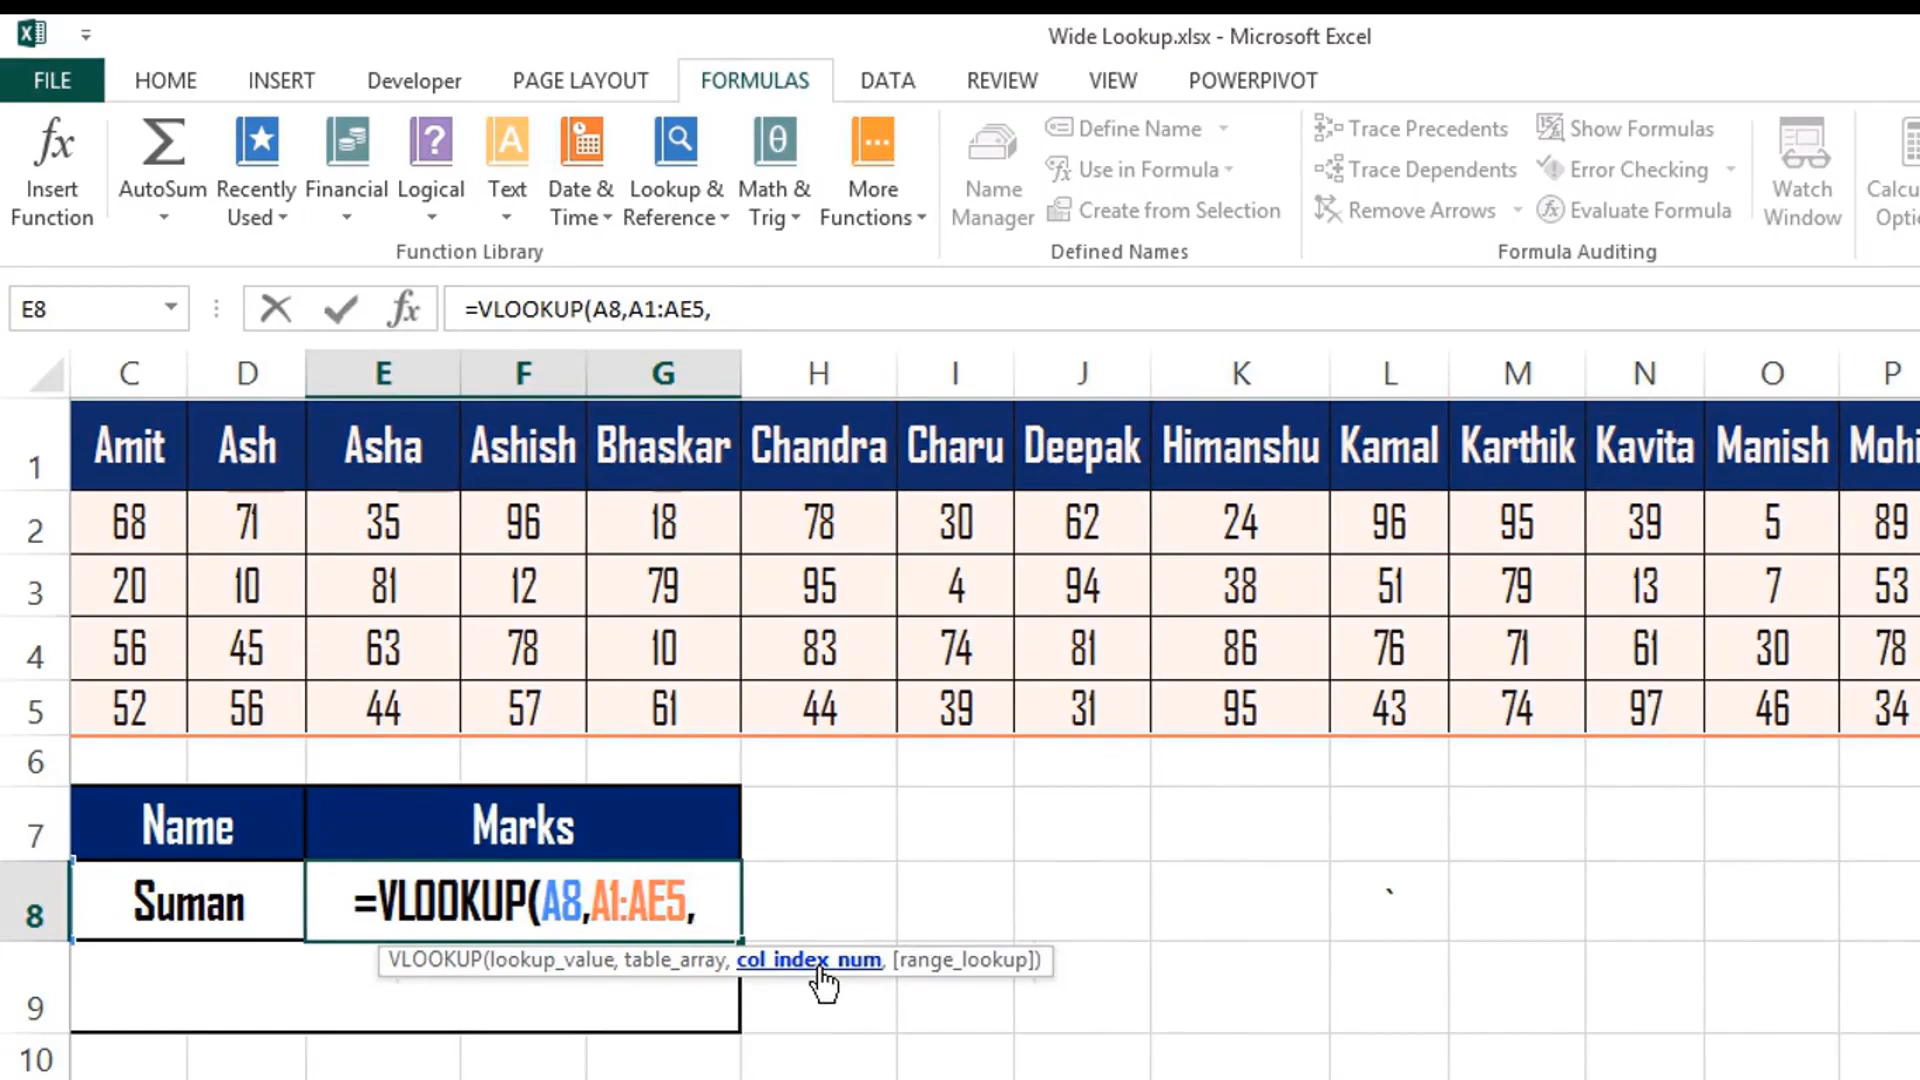 Wide Lookup.xlsx - Microsoft Excel
FILE HOME INSERT Developer PAGE LAYOUT FORMULAS DATA REVIEW VIEW POWERPIVOT
Insert Function
AutoSum
Recently Used
Financial
Logical
Text
Date & Time
Lookup & Reference
Math & Trig
More Functions
Function Library
Name Manager
Define Name
Use in Formula
Create from Selection
Defined Names
Trace Precedents
Trace Dependents
Remove Arrows
Show Formulas
Error Checking
Evaluate Formula
Formula Auditing
Watch Window
E8 fx =VLOOKUP(A8,A1:AE5,
C D E F G H I J K L M N O P
1 Amit Ash Asha Ashish Bhaskar Chandra Charu Deepak Himanshu Kamal Karthik Kavita Manish Mohi
2 68 71 35 96 18 78 30 62 24 96 95 39 5 89
3 20 10 81 12 79 95 4 94 38 51 79 13 7 53
4 56 45 63 78 10 83 74 81 86 76 71 61 30 78
5 52 56 44 57 61 44 39 31 95 43 74 97 46 34
6
7 Name Marks
8 Suman =VLOOKUP(A8,A1:AE5, `
VLOOKUP(lookup_value, table_array, col_index_num, [range_lookup])
9
10